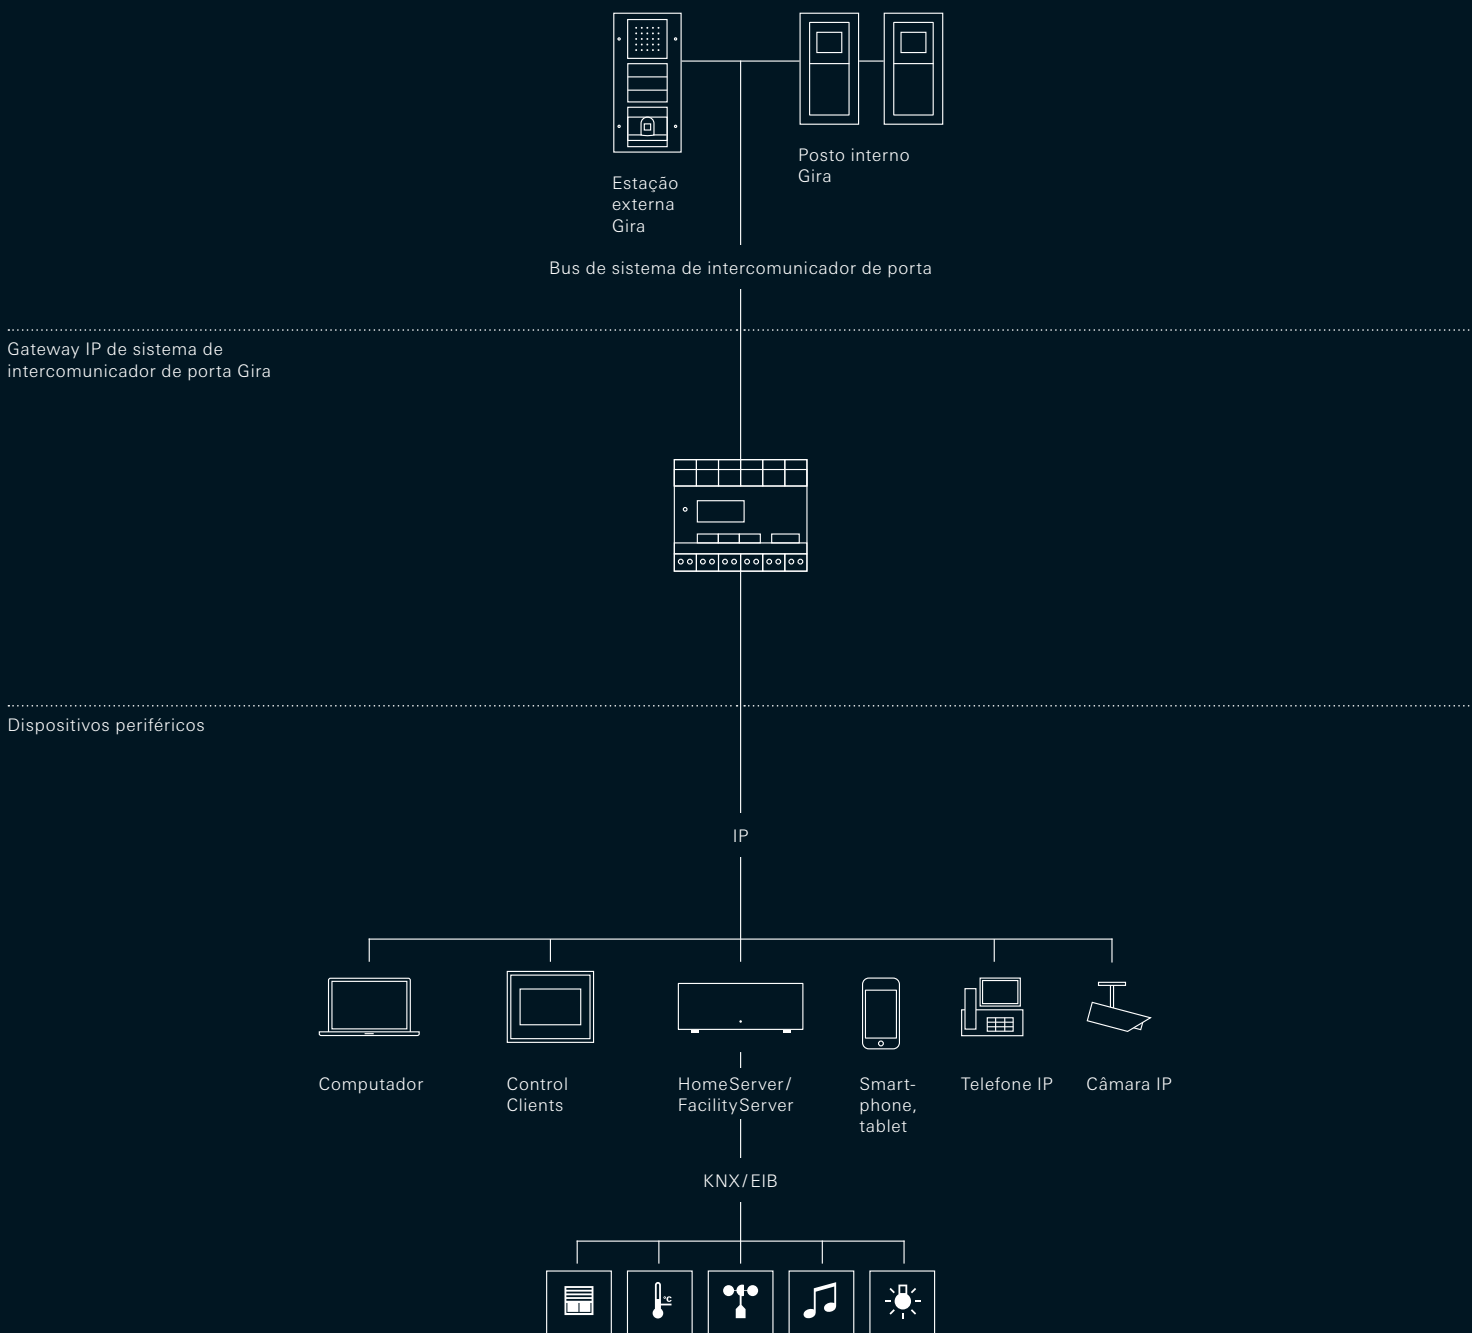 Estação
externa
Gira
Posto interno
Gira
Bus de sistema de intercomunicador de porta
Gateway IP de sistema de
intercomunicador de porta Gira
Dispositivos periféricos
IP
Computador
Control
Clients
HomeServer/
FacilityServer
Smart-
phone,
tablet
Telefone IP
Câmara IP
KNX/EIB
°C